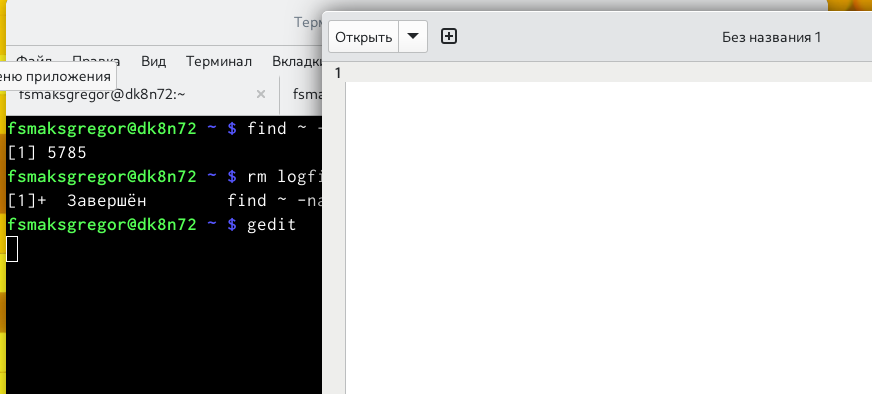 Терм
Открыть
Без названия 1
Файл Правка Вид Терминал Вкладки
еню приложения
1
fsmaksgregor@dk8n72:~ × fsma
fsmaksgregor@dk8n72 ~ $ find ~ -
[1] 5785
fsmaksgregor@dk8n72 ~ $ rm logfi
[1]+ Завершён find ~ -na
fsmaksgregor@dk8n72 ~ $ gedit